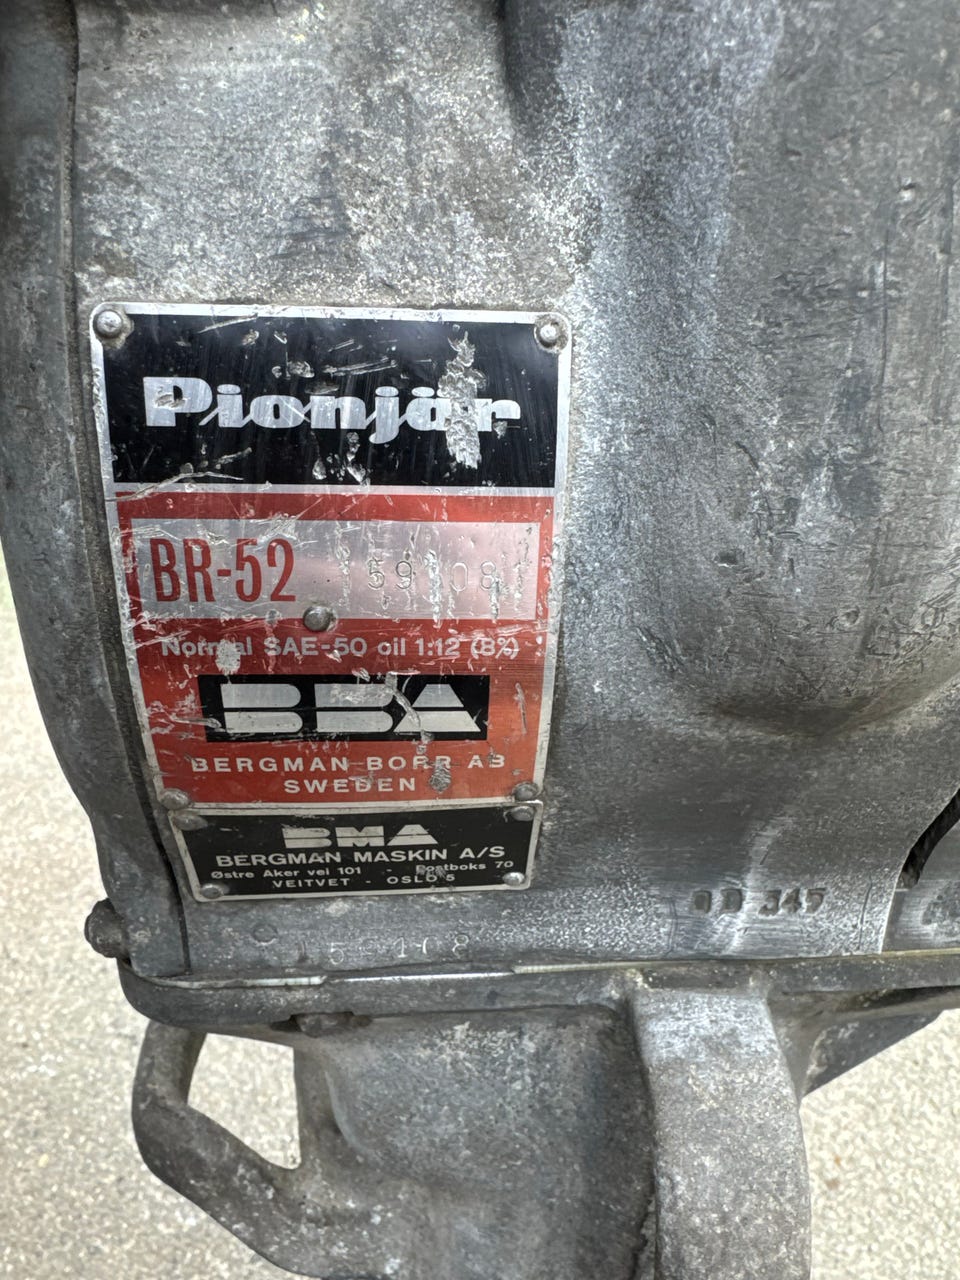 Pionjär
BR-52 159108
Normal SAE-50 oil 1:12 (8%)
BBA
BERGMAN BORR AB
SWEDEN
BMA
BERGMAN MASKIN A/S
Østre Aker vei 101 - Postboks 70
VEITVET - OSLO 5